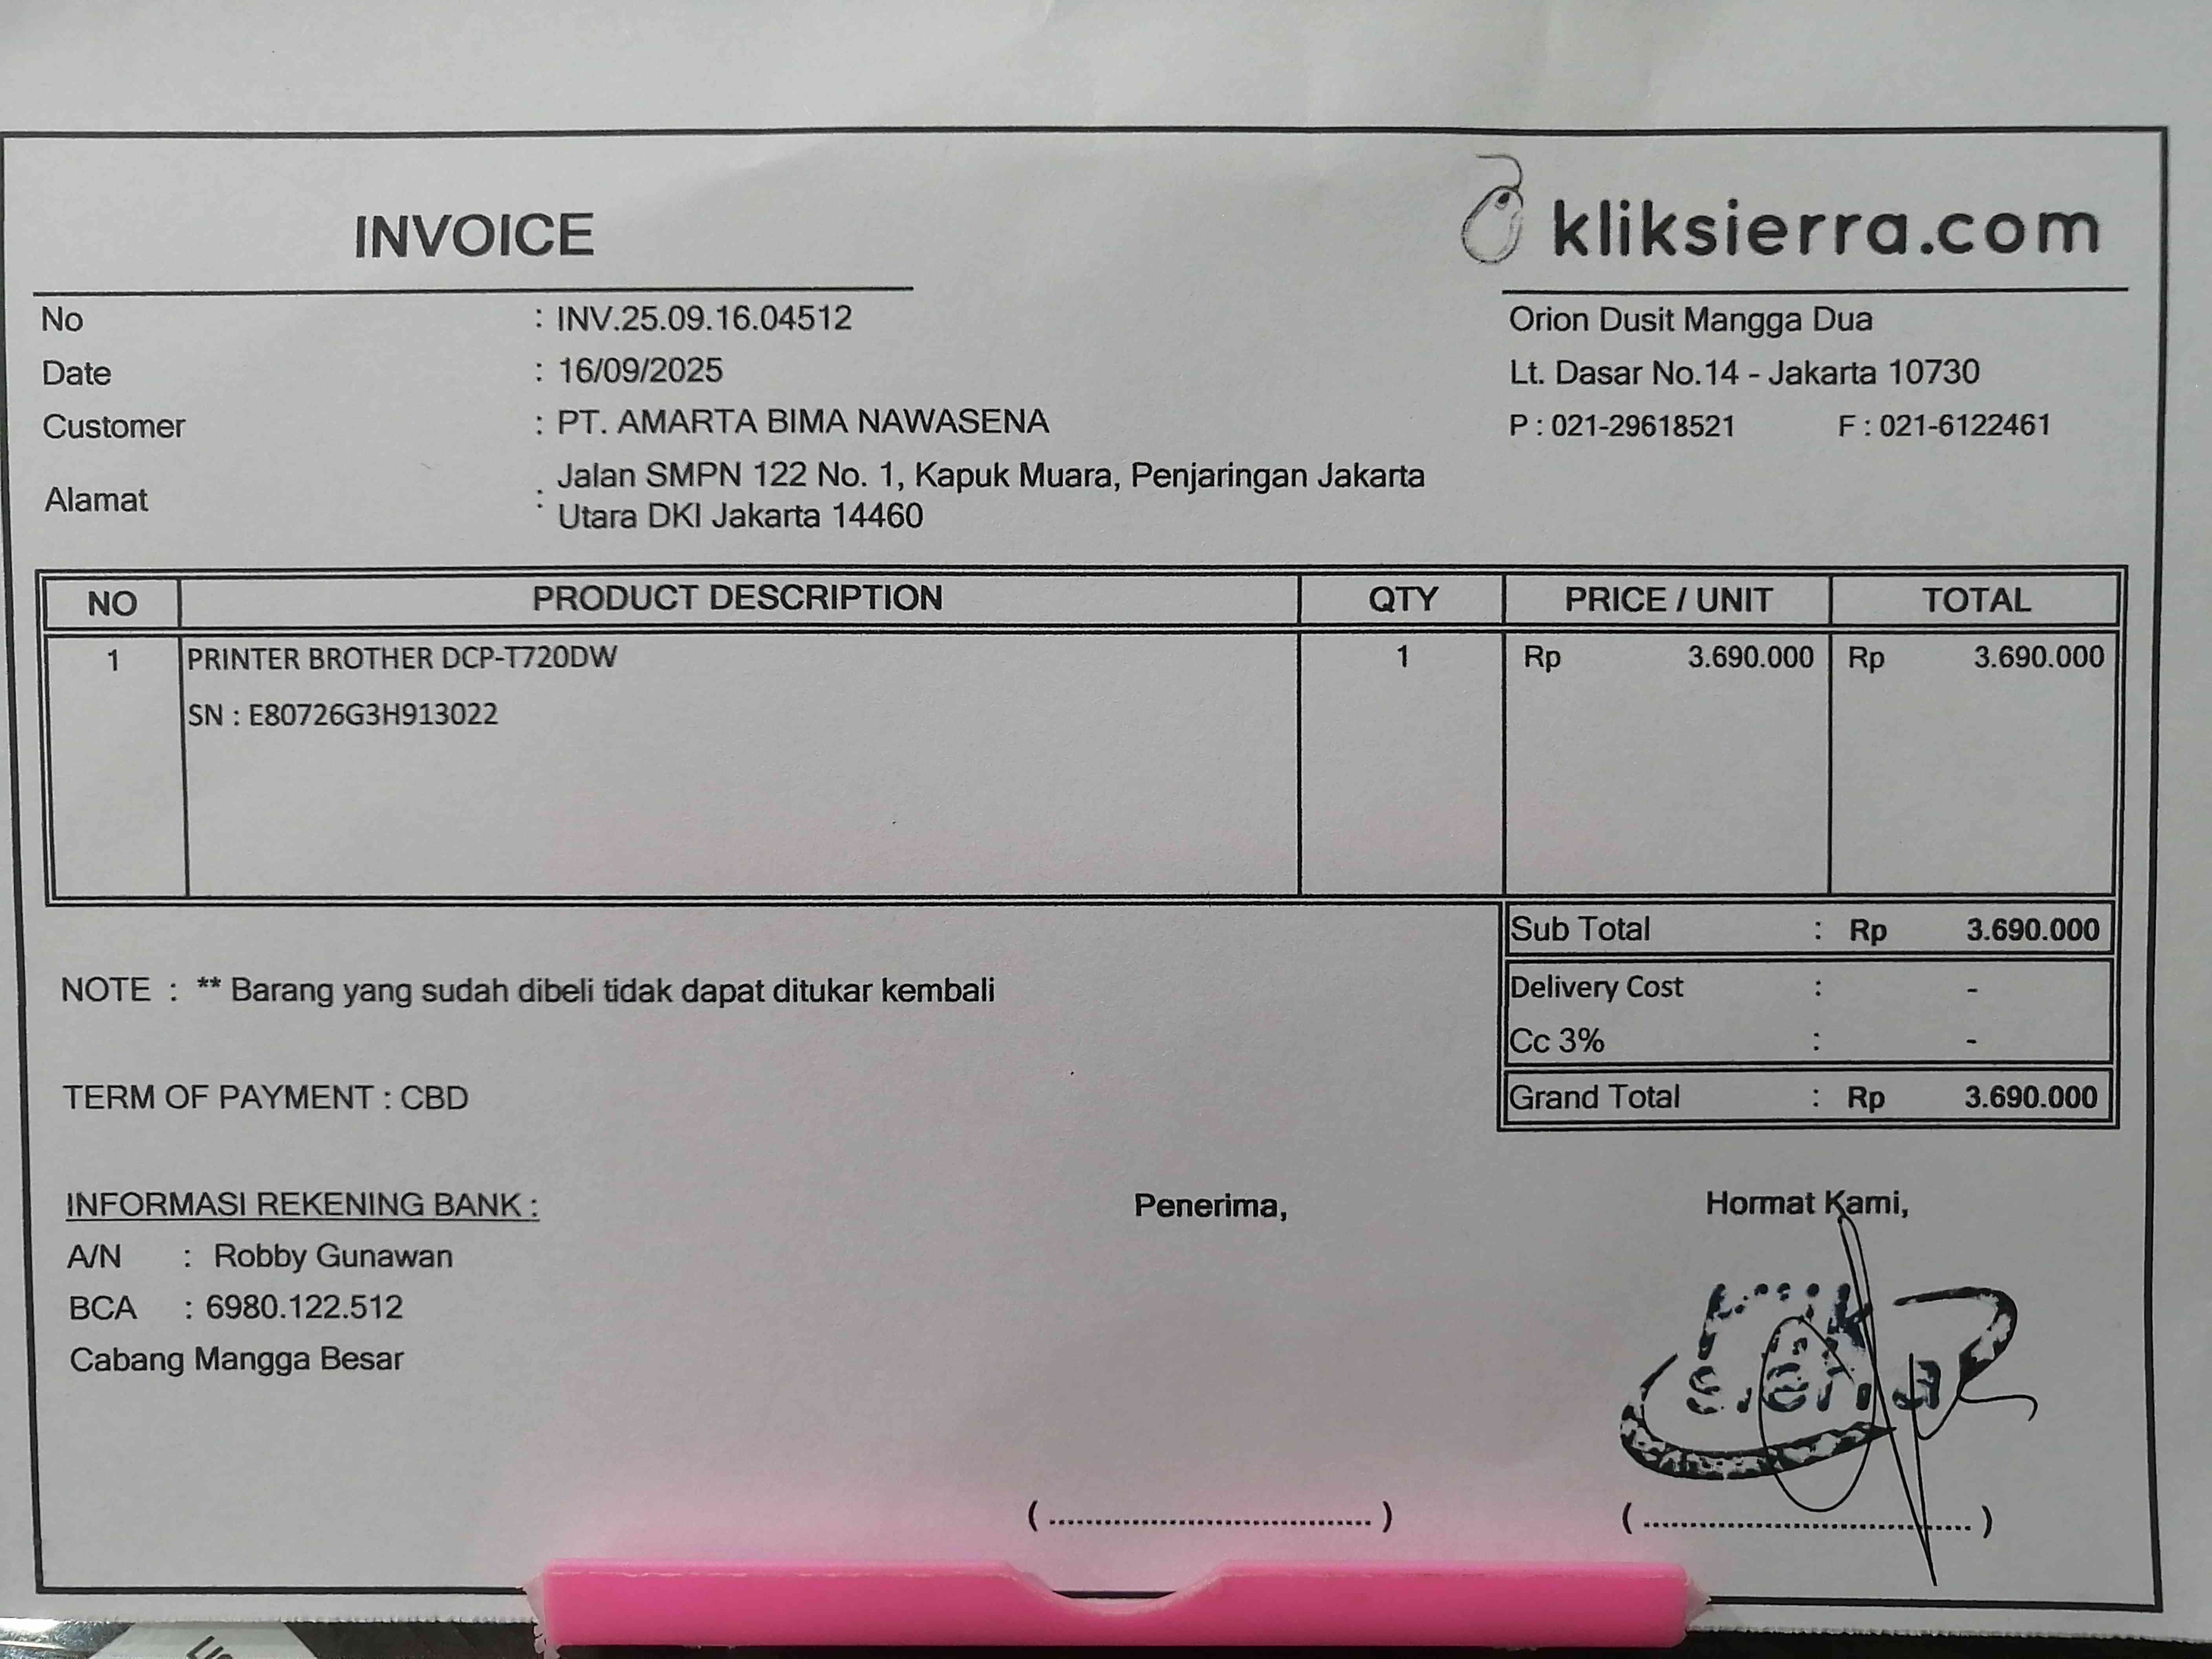 INVOICE
kliksierra.com
No : INV.25.09.16.04512
Date : 16/09/2025
Customer : PT. AMARTA BIMA NAWASENA
Alamat : Jalan SMPN 122 No. 1, Kapuk Muara, Penjaringan Jakarta
Utara DKI Jakarta 14460
Orion Dusit Mangga Dua
Lt. Dasar No.14 - Jakarta 10730
P : 021-29618521 F : 021-6122461
NO PRODUCT DESCRIPTION QTY PRICE / UNIT TOTAL
1 PRINTER BROTHER DCP-T720DW 1 Rp 3.690.000 Rp 3.690.000
SN : E80726G3H913022
Sub Total : Rp 3.690.000
Delivery Cost : -
Cc 3% : -
Grand Total : Rp 3.690.000
NOTE : ** Barang yang sudah dibeli tidak dapat ditukar kembali
TERM OF PAYMENT : CBD
INFORMASI REKENING BANK :
A/N : Robby Gunawan
BCA : 6980.122.512
Cabang Mangga Besar
Penerima,
(....................................)
Hormat Kami,
klik
sierra
(....................................)